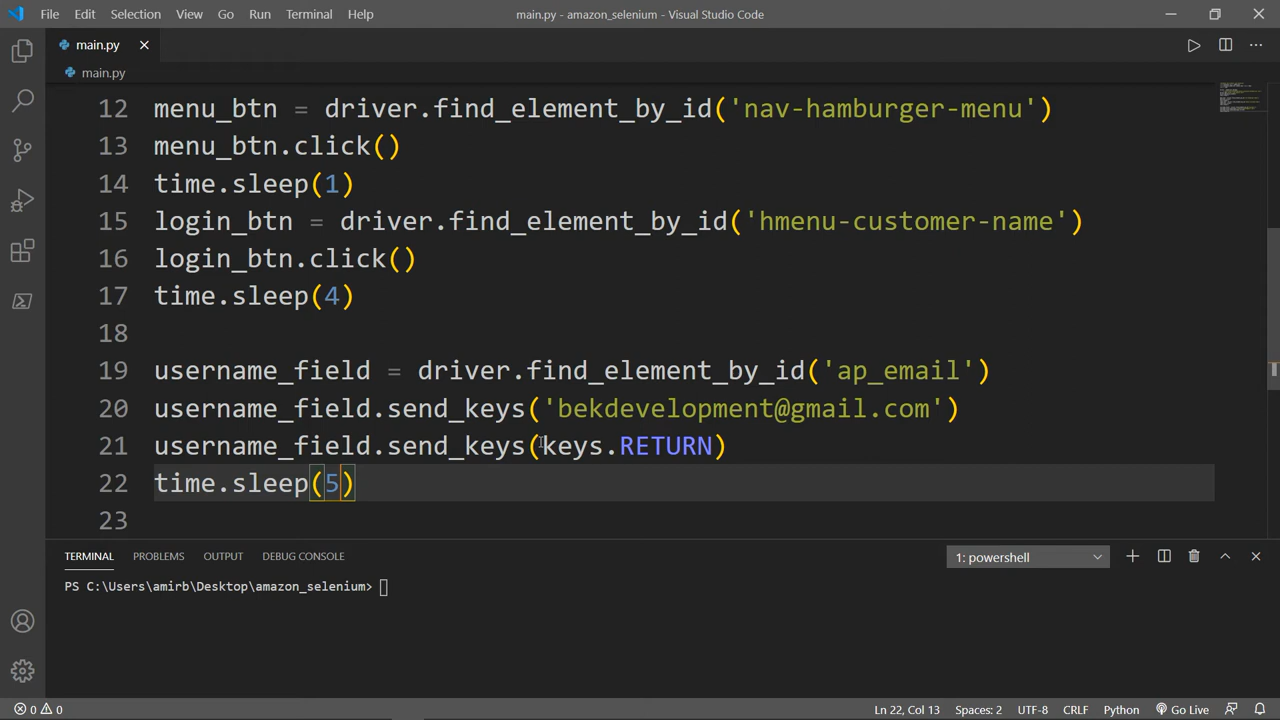 File Edit Selection View Go Run Terminal Help main.py - amazon_selenium - Visual Studio Code
main.py
main.py
12 menu_btn = driver.find_element_by_id('nav-hamburger-menu')
13 menu_btn.click()
14 time.sleep(1)
15 login_btn = driver.find_element_by_id('hmenu-customer-name')
16 login_btn.click()
17 time.sleep(4)
18
19 username_field = driver.find_element_by_id('ap_email')
20 username_field.send_keys('bekdevelopment@gmail.com')
21 username_field.send_keys(keys.RETURN)
22 time.sleep(5)
23
TERMINAL PROBLEMS OUTPUT DEBUG CONSOLE 1: powershell
PS C:\Users\amirb\Desktop\amazon_selenium>
0 0 Ln 22, Col 13 Spaces: 2 UTF-8 CRLF Python Go Live